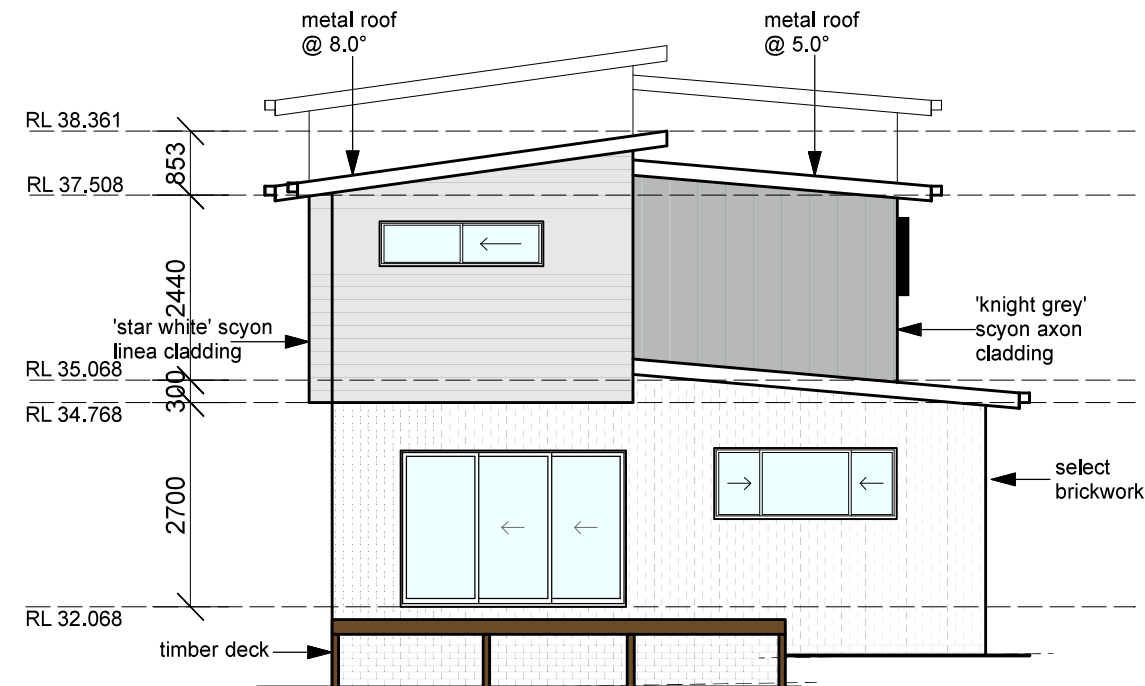 metal roof
@ 8.0°
metal roof
@ 5.0°
RL 38.361
853
RL 37.508
2440
'star white' scyon
linea cladding
'knight grey'
scyon axon
cladding
RL 35.068
300
RL 34.768
2700
select
brickwork
RL 32.068
timber deck